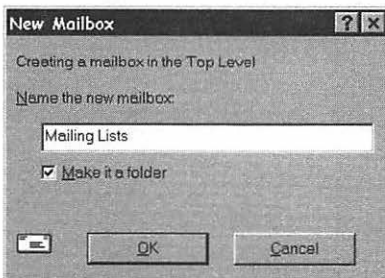 New Mailbox
Creating a mailbox in the Top Level
Name the new mailbox:
Mailing Lists
Make it a folder
OK
Cancel